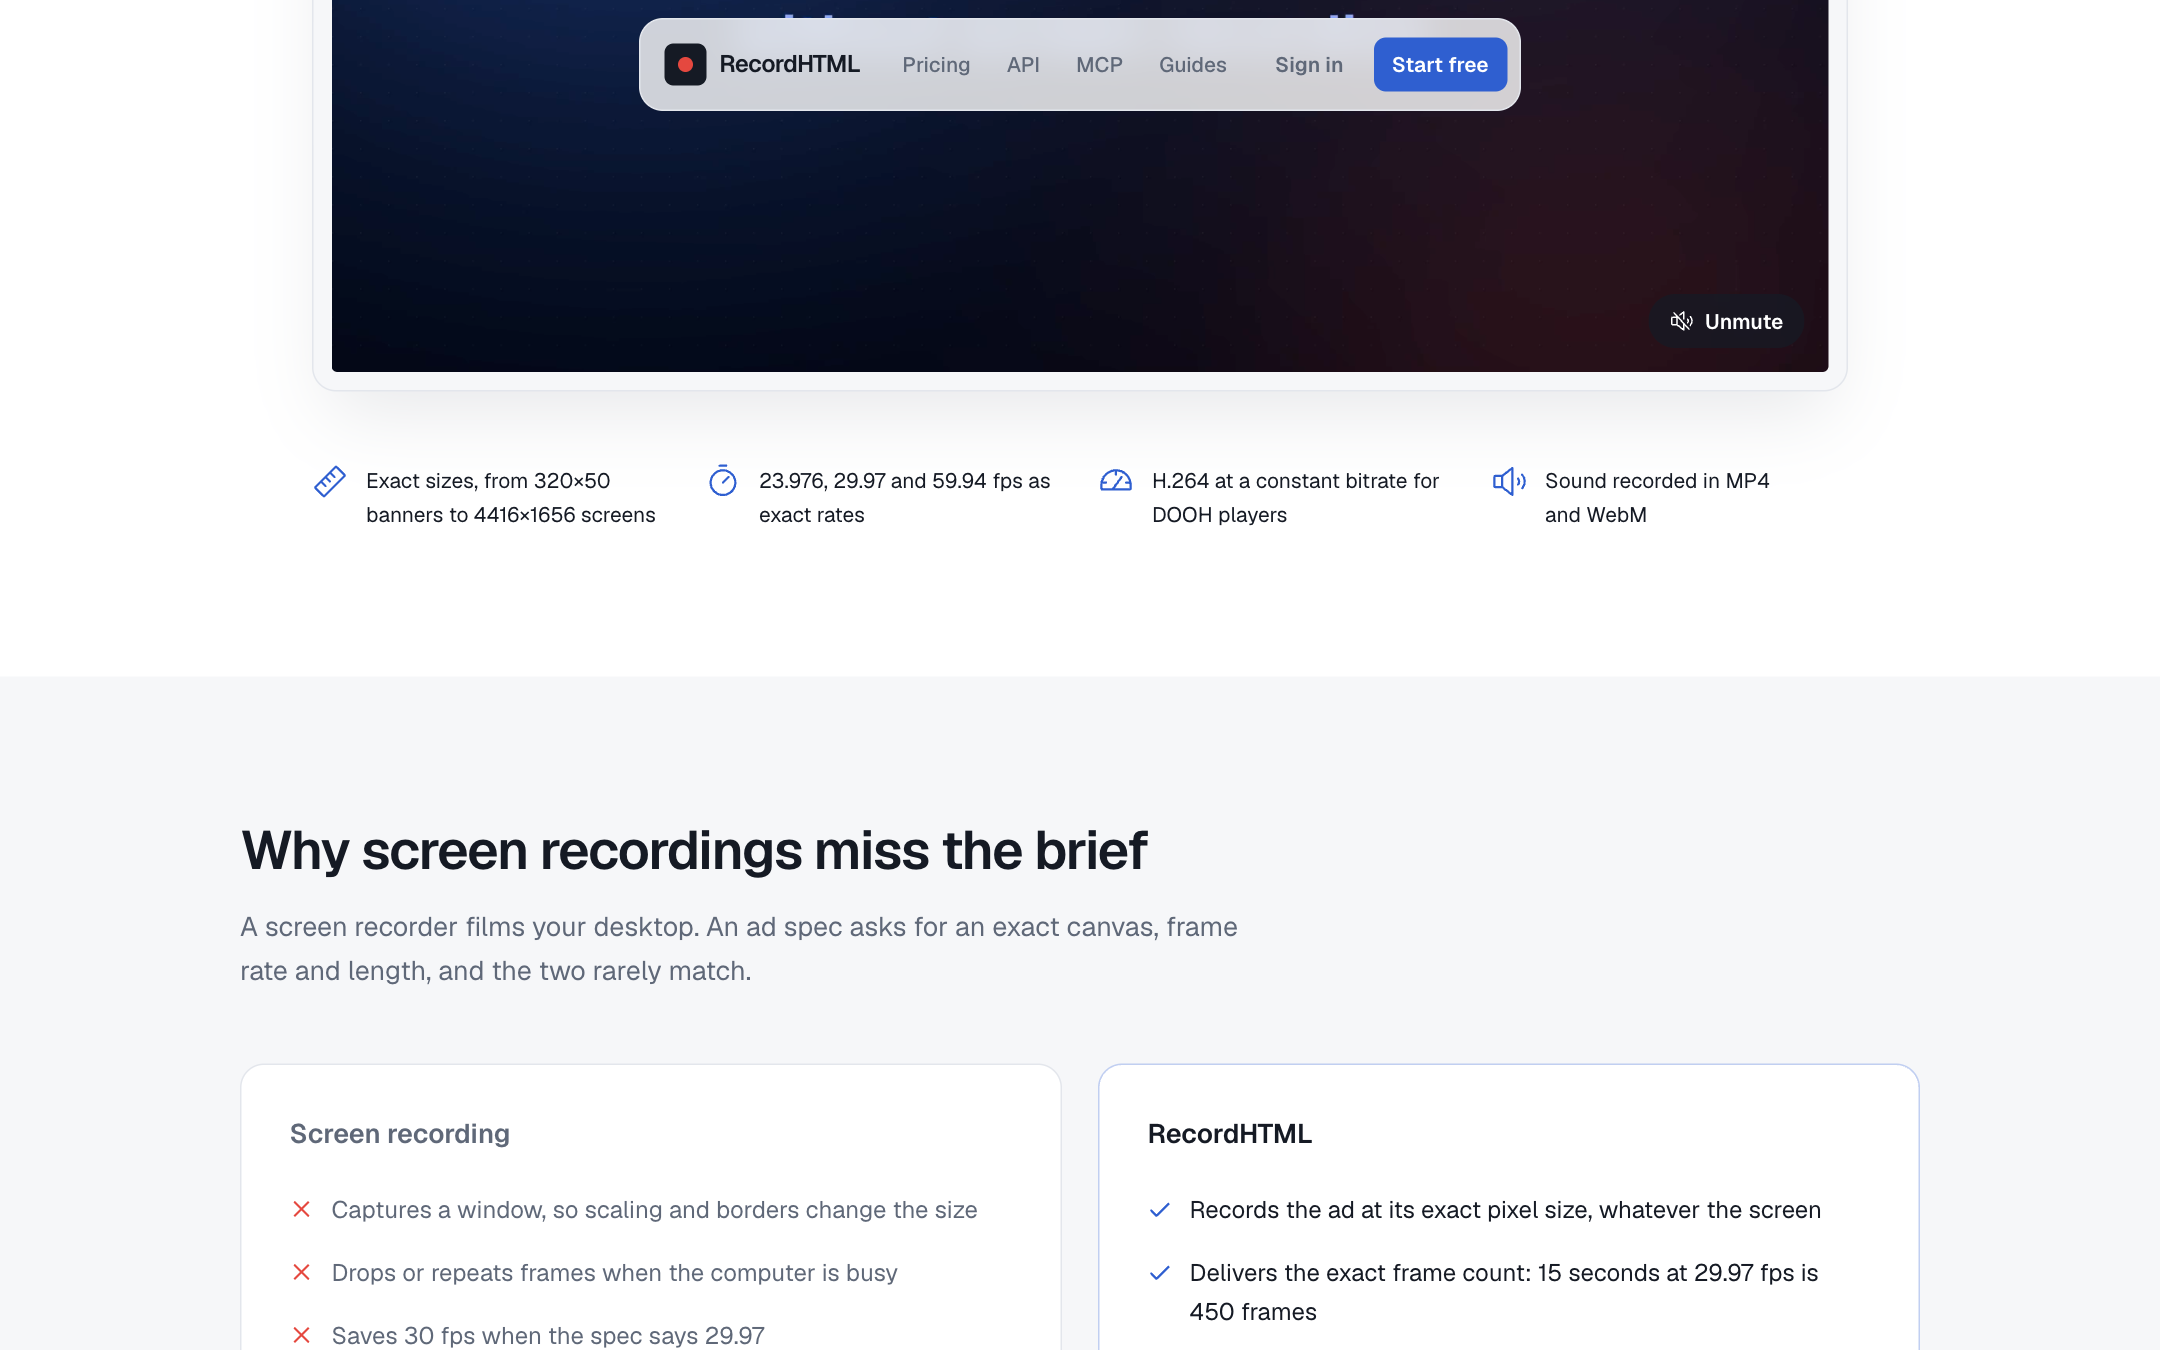 RecordHTML Pricing API MCP Guides Sign in Start free
Unmute
Exact sizes, from 320×50
banners to 4416×1656 screens
23.976, 29.97 and 59.94 fps as
exact rates
H.264 at a constant bitrate for
DOOH players
Sound recorded in MP4
and WebM
Why screen recordings miss the brief
A screen recorder films your desktop. An ad spec asks for an exact canvas, frame
rate and length, and the two rarely match.
Screen recording
Captures a window, so scaling and borders change the size
Drops or repeats frames when the computer is busy
Saves 30 fps when the spec says 29.97
RecordHTML
Records the ad at its exact pixel size, whatever the screen
Delivers the exact frame count: 15 seconds at 29.97 fps is
450 frames